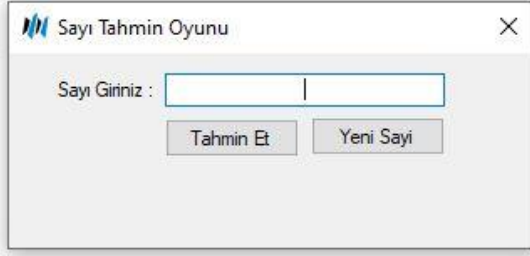 Sayı Tahmin Oyunu
Sayı Giriniz :
Tahmin Et Yeni Sayi